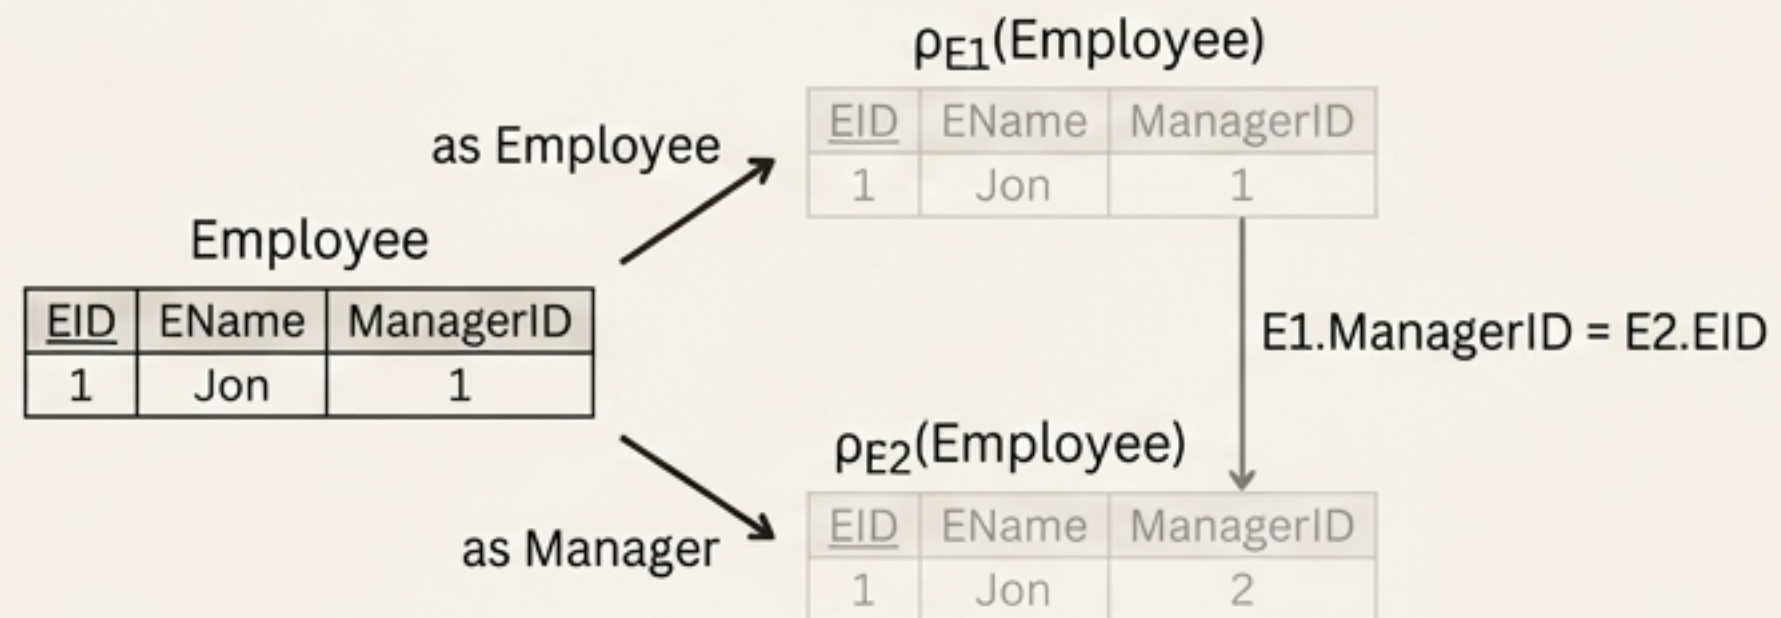 ρE1(Employee)
EID EName ManagerID
1 Jon 1
as Employee
Employee
EID EName ManagerID
1 Jon 1
E1.ManagerID = E2.EID
ρE2(Employee)
as Manager
EID EName ManagerID
1 Jon 2